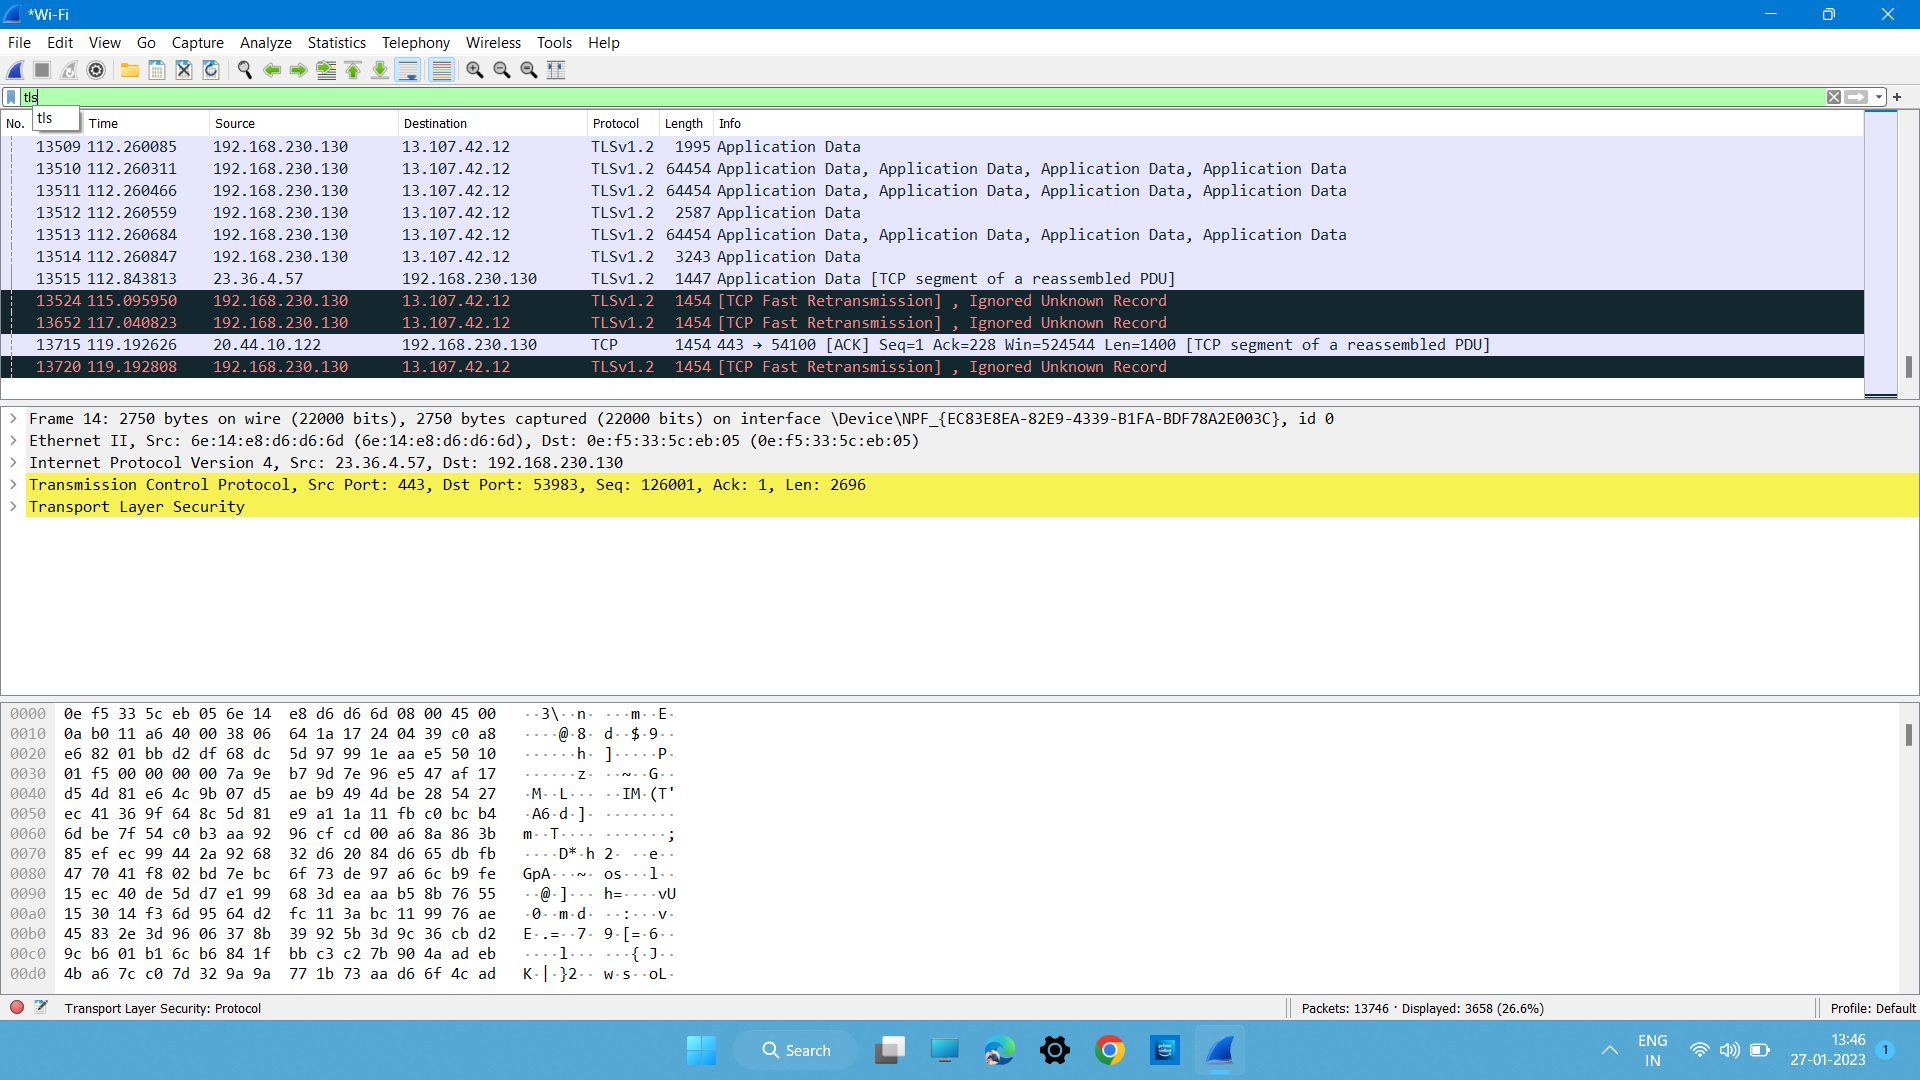 *Wi-Fi
File Edit View Go Capture Analyze Statistics Telephony Wireless Tools Help
tls
tls
No. Time Source Destination Protocol Length Info
13509 112.260085 192.168.230.130 13.107.42.12 TLSv1.2 1995 Application Data
13510 112.260311 192.168.230.130 13.107.42.12 TLSv1.2 64454 Application Data, Application Data, Application Data, Application Data
13511 112.260466 192.168.230.130 13.107.42.12 TLSv1.2 64454 Application Data, Application Data, Application Data, Application Data
13512 112.260559 192.168.230.130 13.107.42.12 TLSv1.2 2587 Application Data
13513 112.260684 192.168.230.130 13.107.42.12 TLSv1.2 64454 Application Data, Application Data, Application Data, Application Data
13514 112.260847 192.168.230.130 13.107.42.12 TLSv1.2 3243 Application Data
13515 112.843813 23.36.4.57 192.168.230.130 TLSv1.2 1447 Application Data [TCP segment of a reassembled PDU]
13524 115.095950 192.168.230.130 13.107.42.12 TLSv1.2 1454 [TCP Fast Retransmission] , Ignored Unknown Record
13652 117.040823 192.168.230.130 13.107.42.12 TLSv1.2 1454 [TCP Fast Retransmission] , Ignored Unknown Record
13715 119.192626 20.44.10.122 192.168.230.130 TCP 1454 443 → 54100 [ACK] Seq=1 Ack=228 Win=524544 Len=1400 [TCP segment of a reassembled PDU]
13720 119.192808 192.168.230.130 13.107.42.12 TLSv1.2 1454 [TCP Fast Retransmission] , Ignored Unknown Record
Frame 14: 2750 bytes on wire (22000 bits), 2750 bytes captured (22000 bits) on interface \Device\NPF_{EC83E8EA-82E9-4339-B1FA-BDF78A2E003C}, id 0
Ethernet II, Src: 6e:14:e8:d6:d6:6d (6e:14:e8:d6:d6:6d), Dst: 0e:f5:33:5c:eb:05 (0e:f5:33:5c:eb:05)
Internet Protocol Version 4, Src: 23.36.4.57, Dst: 192.168.230.130
Transmission Control Protocol, Src Port: 443, Dst Port: 53983, Seq: 126001, Ack: 1, Len: 2696
Transport Layer Security
0000 0e f5 33 5c eb 05 6e 14 e8 d6 d6 6d 08 00 45 00 ··3\··n· ···m··E·
0010 0a b0 11 a6 40 00 38 06 64 1a 17 24 04 39 c0 a8 ····@·8· d··$·9··
0020 e6 82 01 bb d2 df 68 dc 5d 97 99 1e aa e5 50 10 ······h· ]·····P·
0030 01 f5 00 00 00 00 7a 9e b7 9d 7e 96 e5 47 af 17 ······z· ··~··G··
0040 d5 4d 81 e6 4c 9b 07 d5 ae b9 49 4d be 28 54 27 ·M··L··· ··IM·(T'
0050 ec 41 36 9f 64 8c 5d 81 e9 a1 1a 11 fb c0 bc b4 ·A6·d·]· ········
0060 6d be 7f 54 c0 b3 aa 92 96 cf cd 00 a6 8a 86 3b m··T···· ·······;
0070 85 ef ec 99 44 2a 92 68 32 d6 20 84 d6 65 db fb ····D*·h 2· ··e··
0080 47 70 41 f8 02 bd 7e bc 6f 73 de 97 a6 6c b9 fe GpA···~· os···l··
0090 15 ec 40 de 5d d7 e1 99 68 3d ea aa b5 8b 76 55 ··@·]··· h=····vU
00a0 15 30 14 f3 6d 95 64 d2 fc 11 3a bc 11 99 76 ae ·0··m·d· ··:···v·
00b0 45 83 2e 3d 96 06 37 8b 39 92 5b 3d 9c 36 cb d2 E·.=··7· 9·[=·6··
00c0 9c b6 01 b1 6c b6 84 1f bb c3 c2 7b 90 4a ad eb ····l··· ···{·J··
00d0 4b a6 7c c0 7d 32 9a 9a 77 1b 73 aa d6 6f 4c ad K·|·}2·· w·s··oL·
Transport Layer Security: Protocol Packets: 13746 · Displayed: 3658 (26.6%) Profile: Default
Search
prime video
ENG
IN
13:46
27-01-2023
1